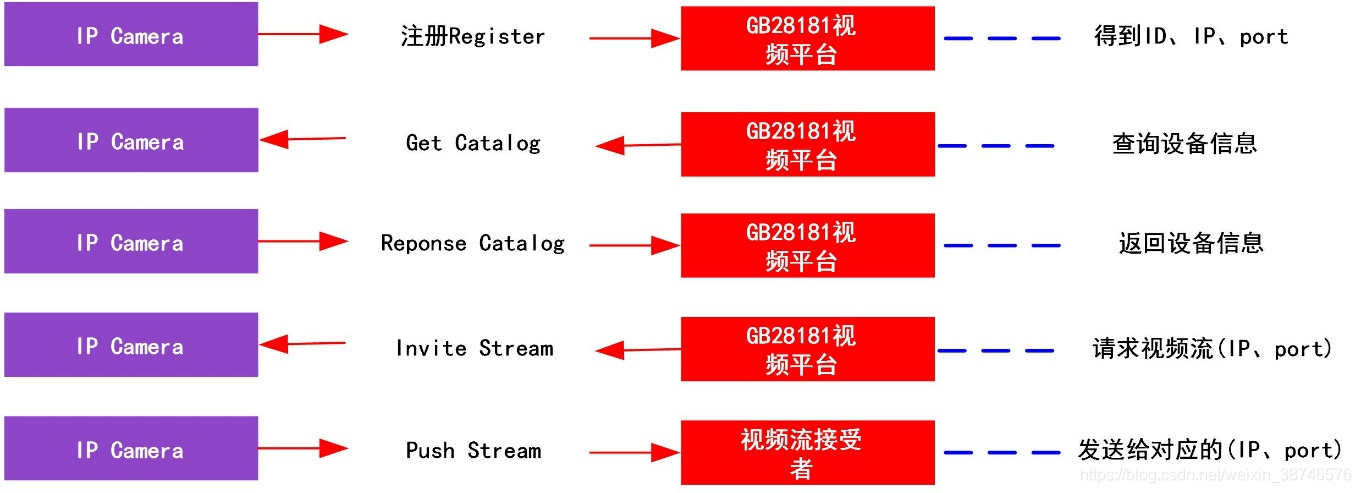 IP Camera
注册Register
GB28181视
频平台
得到ID、IP、port
IP Camera
Get Catalog
GB28181视
频平台
查询设备信息
IP Camera
Reponse Catalog
GB28181视
频平台
返回设备信息
IP Camera
Invite Stream
GB28181视
频平台
请求视频流(IP、port)
IP Camera
Push Stream
视频流接受
者
发送给对应的(IP、port)
https://blog.csdn.net/weixin_38746576